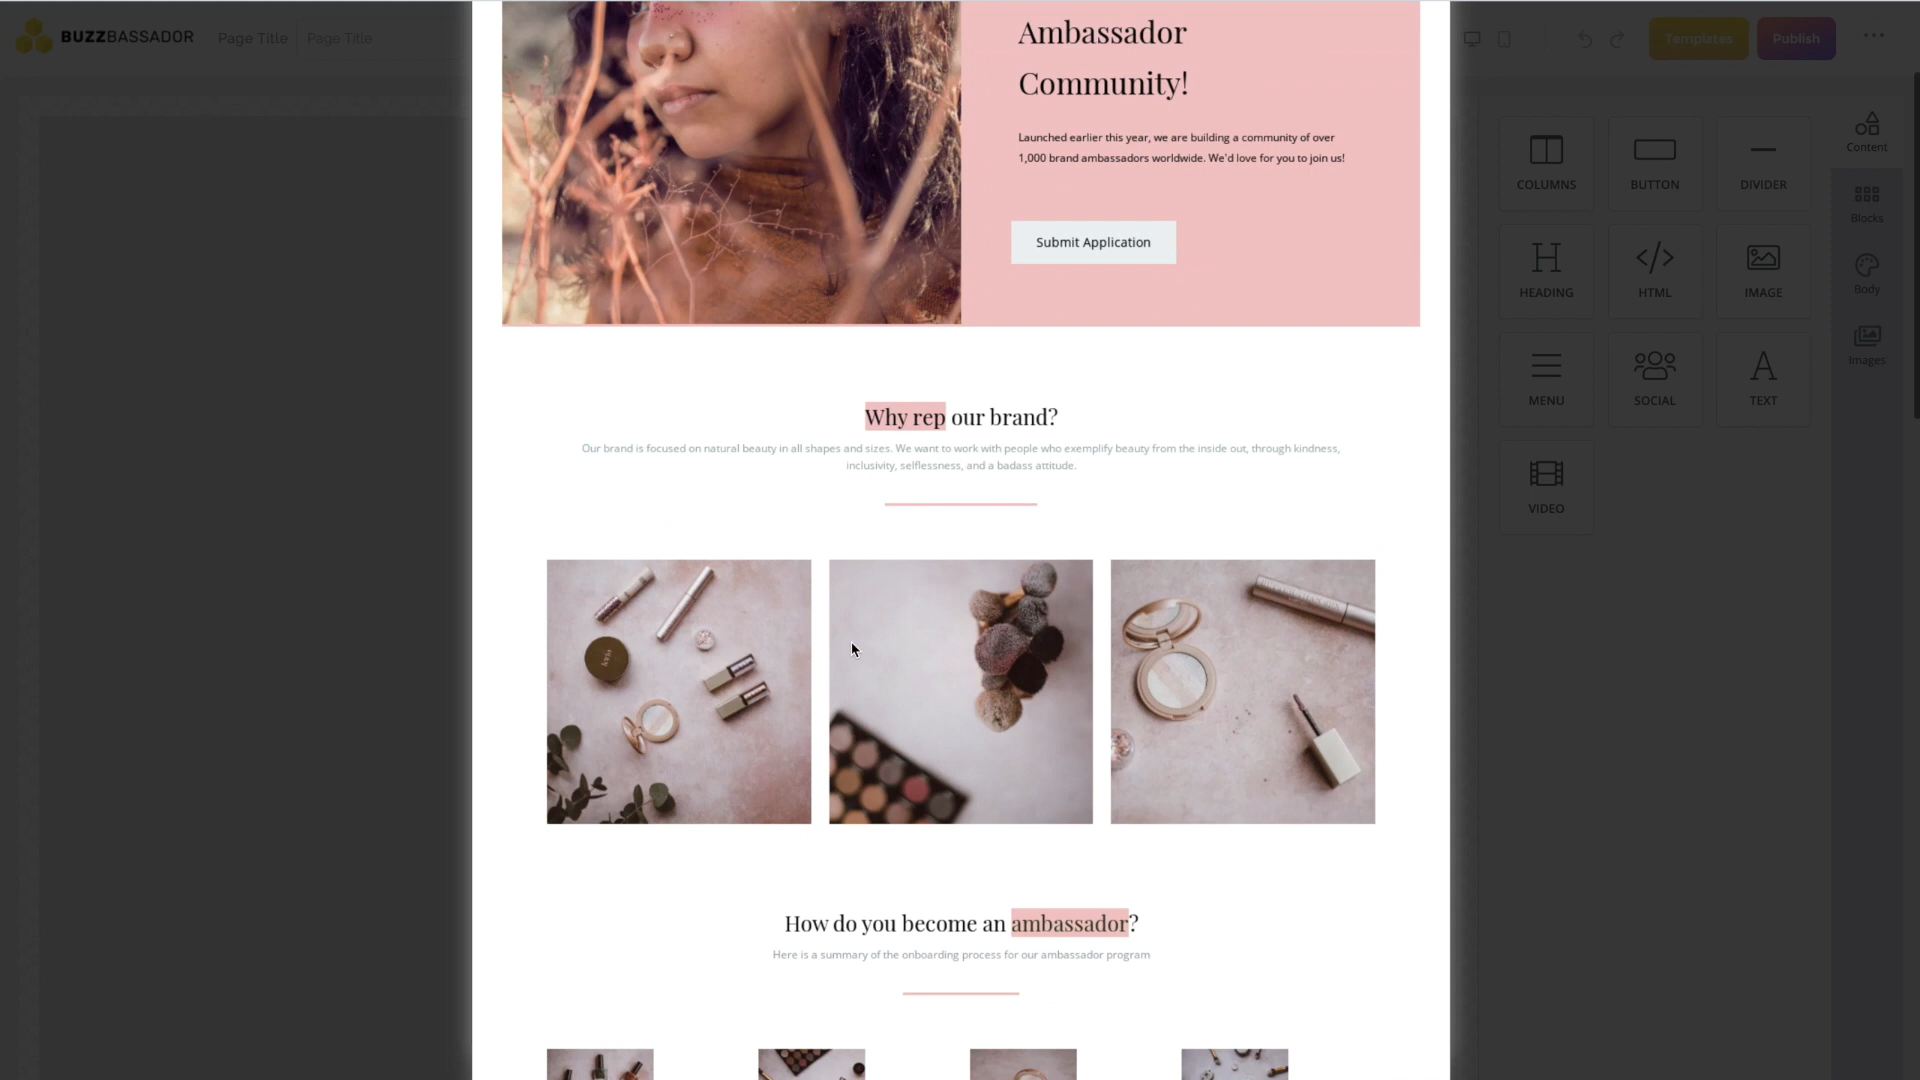 BUZZBASSADOR
Page Title
Page Title
Templates
Publish
Ambassador
Community!
Launched earlier this year, we are building a community of over
1,000 brand ambassadors worldwide. We'd love for you to join us!
Submit Application
Why rep our brand?
Our brand is focused on natural beauty in all shapes and sizes. We want to work with people who exemplify beauty from the inside out, through kindness,
inclusivity, selflessness, and a badass attitude.
How do you become an ambassador?
Here is a summary of the onboarding process for our ambassador program
COLUMNS
BUTTON
DIVIDER
HEADING
HTML
IMAGE
MENU
SOCIAL
TEXT
VIDEO
Content
Blocks
Body
Images